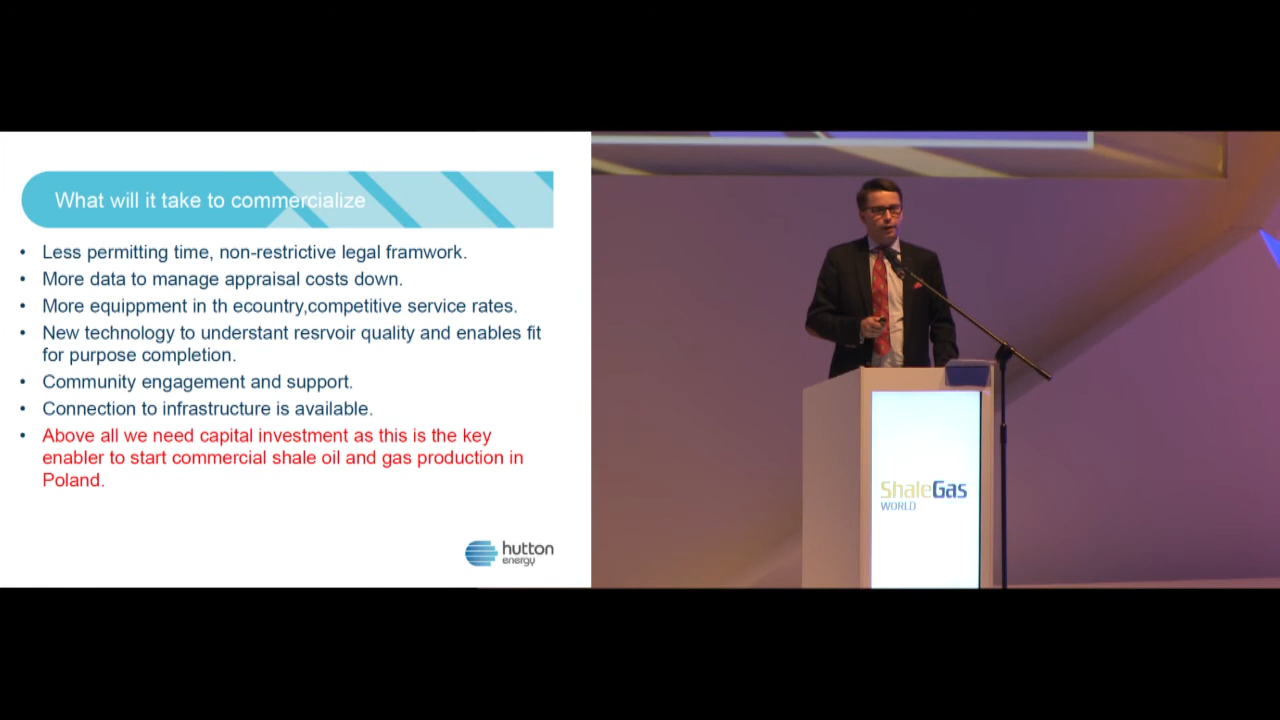 What will it take to commercialize
• Less permitting time, non-restrictive legal framwork.
• More data to manage appraisal costs down.
• More equippment in th ecountry,competitive service rates.
• New technology to understant resrvoir quality and enables fit
for purpose completion.
• Community engagement and support.
• Connection to infrastructure is available.
• Above all we need capital investment as this is the key
enabler to start commercial shale oil and gas production in
Poland.
hutton
energy
ShaleGas
WORLD